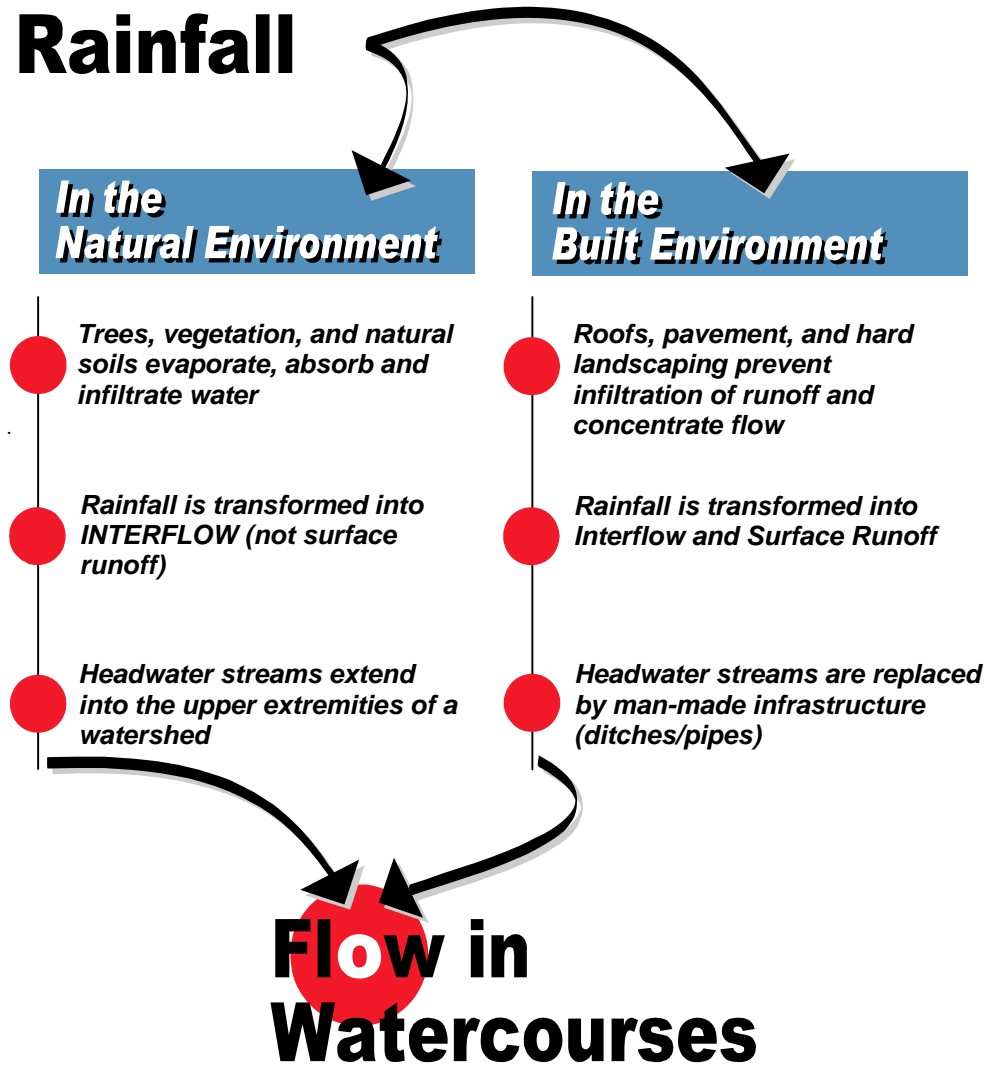 Rainfall
In the
Natural Environment
Trees, vegetation, and natural
soils evaporate, absorb and
infiltrate water
Rainfall is transformed into
INTERFLOW (not surface
runoff)
Headwater streams extend
into the upper extremities of a
watershed
In the
Built Environment
Roofs, pavement, and hard
landscaping prevent
infiltration of runoff and
concentrate flow
Rainfall is transformed into
Interflow and Surface Runoff
Headwater streams are replaced
by man-made infrastructure
(ditches/pipes)
Flow in
Watercourses